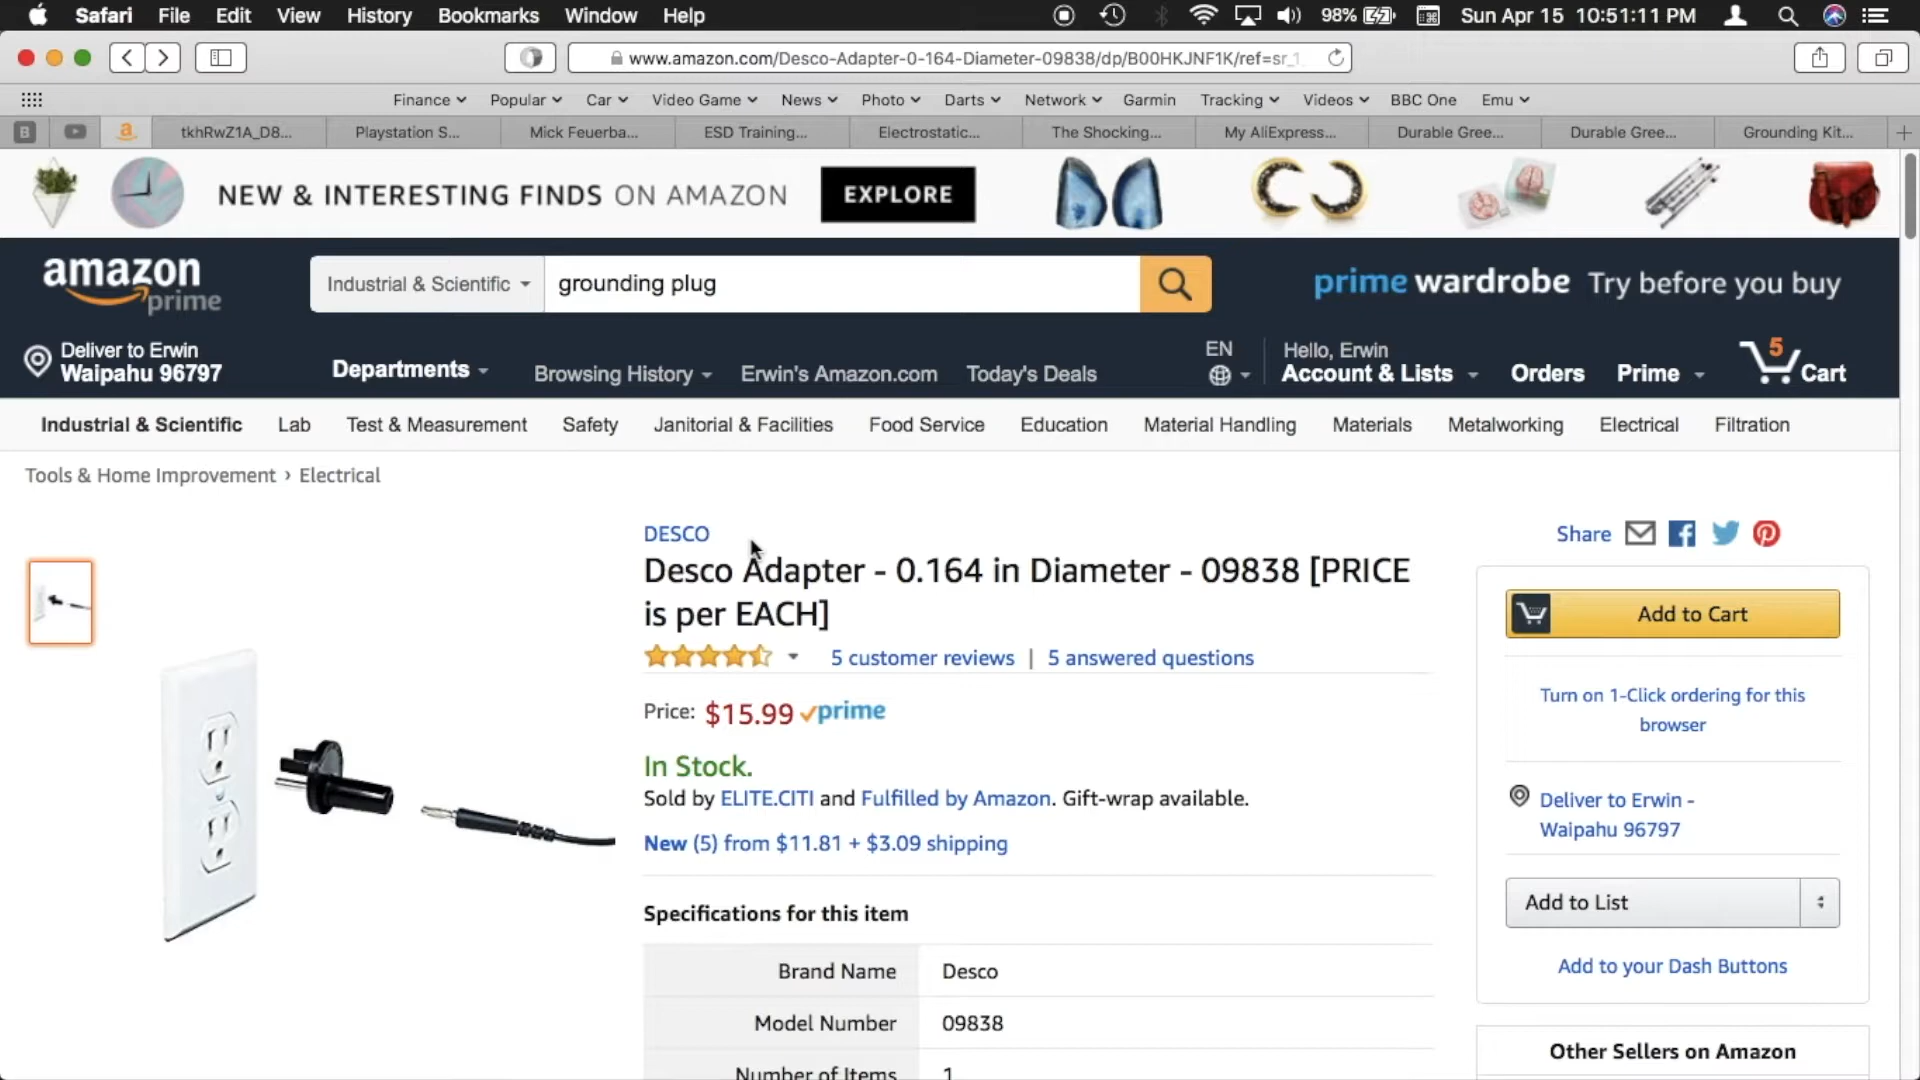 Safari File Edit View History Bookmarks Window Help 98% Sun Apr 15 10:51:11 PM
www.amazon.com/Desco-Adapter-0-164-Diameter-09838/dp/B00HKJNF1K/ref=sr_1
Finance Popular Car Video Game News Photo Darts Network Garmin Tracking Videos BBC One Emu
B a tkhRwZ1A_D8... Playstation S... Mick Feuerba... ESD Training... Electrostatic... The Shocking... My AliExpress... Durable Gree... Durable Gree... Grounding Kit... +
NEW & INTERESTING FINDS ON AMAZON EXPLORE
amazon prime
Industrial & Scientific grounding plug
prime wardrobe Try before you buy
Deliver to Erwin
Waipahu 96797
Departments Browsing History Erwin's Amazon.com Today's Deals
EN
Hello, Erwin
Account & Lists Orders Prime 5 Cart
Industrial & Scientific Lab Test & Measurement Safety Janitorial & Facilities Food Service Education Material Handling Materials Metalworking Electrical Filtration
Tools & Home Improvement › Electrical
DESCO
Desco Adapter - 0.164 in Diameter - 09838 [PRICE
is per EACH]
5 customer reviews | 5 answered questions
Price: $15.99 prime
In Stock.
Sold by ELITE.CITI and Fulfilled by Amazon. Gift-wrap available.
New (5) from $11.81 + $3.09 shipping
Specifications for this item
Brand Name Desco
Model Number 09838
Number of Items 1
Share
Add to Cart
Turn on 1-Click ordering for this
browser
Deliver to Erwin -
Waipahu 96797
Add to List
Add to your Dash Buttons
Other Sellers on Amazon